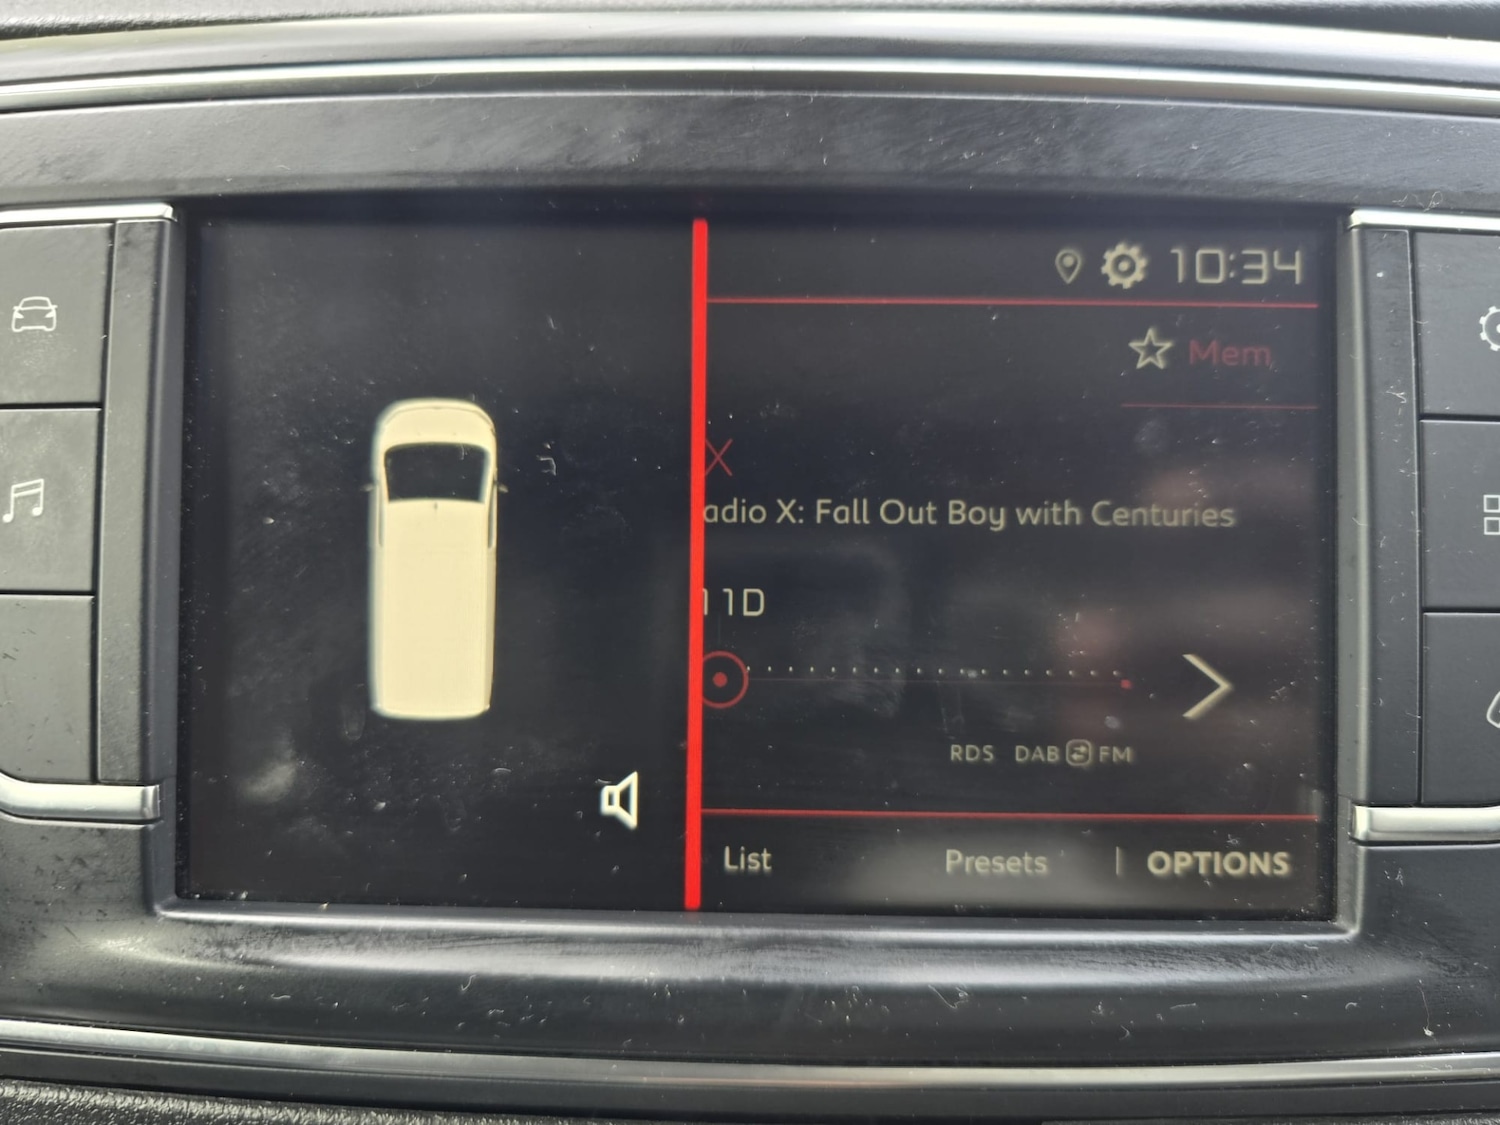 10:34
Mem
X
adio X: Fall Out Boy with Centuries
11D
RDS DAB FM
List Presets | OPTIONS